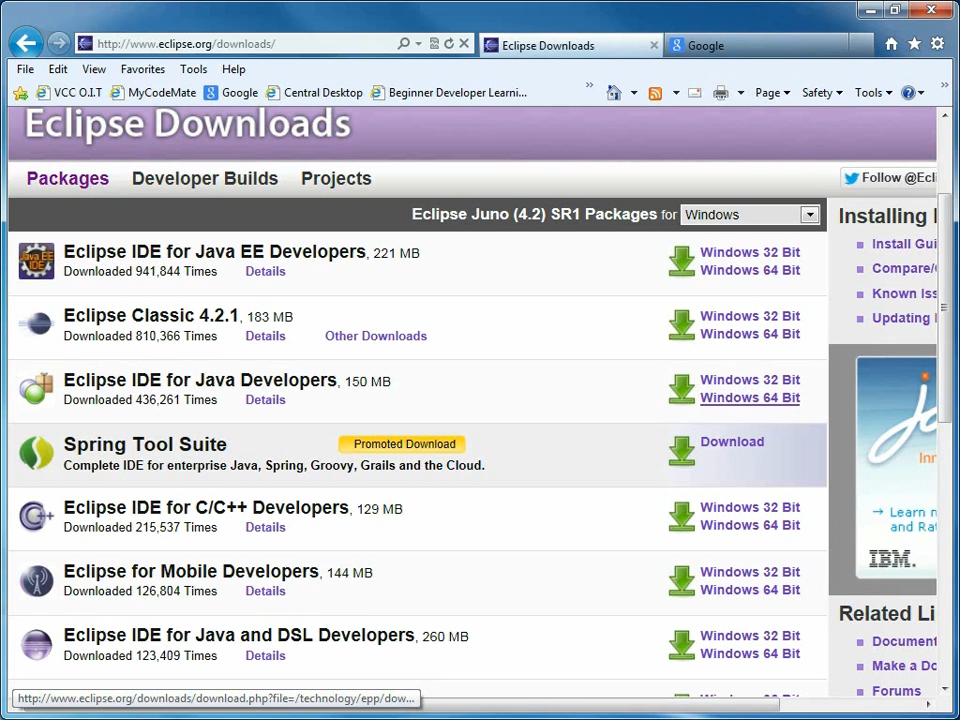 http://www.eclipse.org/downloads/
Eclipse Downloads
Google
File Edit View Favorites Tools Help
VCC O.I.T MyCodeMate Google Central Desktop Beginner Developer Learni... » Page Safety Tools »
Eclipse Downloads
Packages Developer Builds Projects
Follow @Ecli
Eclipse Juno (4.2) SR1 Packages for Windows
Installing
Eclipse IDE for Java EE Developers, 221 MB
Downloaded 941,844 Times Details
Windows 32 Bit
Windows 64 Bit
Install Gui
Compare/
Known Iss
Updating
Eclipse Classic 4.2.1, 183 MB
Downloaded 810,366 Times Details Other Downloads
Windows 32 Bit
Windows 64 Bit
Java EE
IDE
Eclipse IDE for Java Developers, 150 MB
Downloaded 436,261 Times Details
Windows 32 Bit
Windows 64 Bit
Spring Tool Suite Promoted Download
Complete IDE for enterprise Java, Spring, Groovy, Grails and the Cloud.
Download
Inn
→ Learn
and Ra
IBM.
Eclipse IDE for C/C++ Developers, 129 MB
Downloaded 215,537 Times Details
Windows 32 Bit
Windows 64 Bit
Eclipse for Mobile Developers, 144 MB
Downloaded 126,804 Times Details
Windows 32 Bit
Windows 64 Bit
Related Li
Eclipse IDE for Java and DSL Developers, 260 MB
Downloaded 123,409 Times Details
Windows 32 Bit
Windows 64 Bit
Document
Make a Do
Forums
http://www.eclipse.org/downloads/download.php?file=/technology/epp/dow...